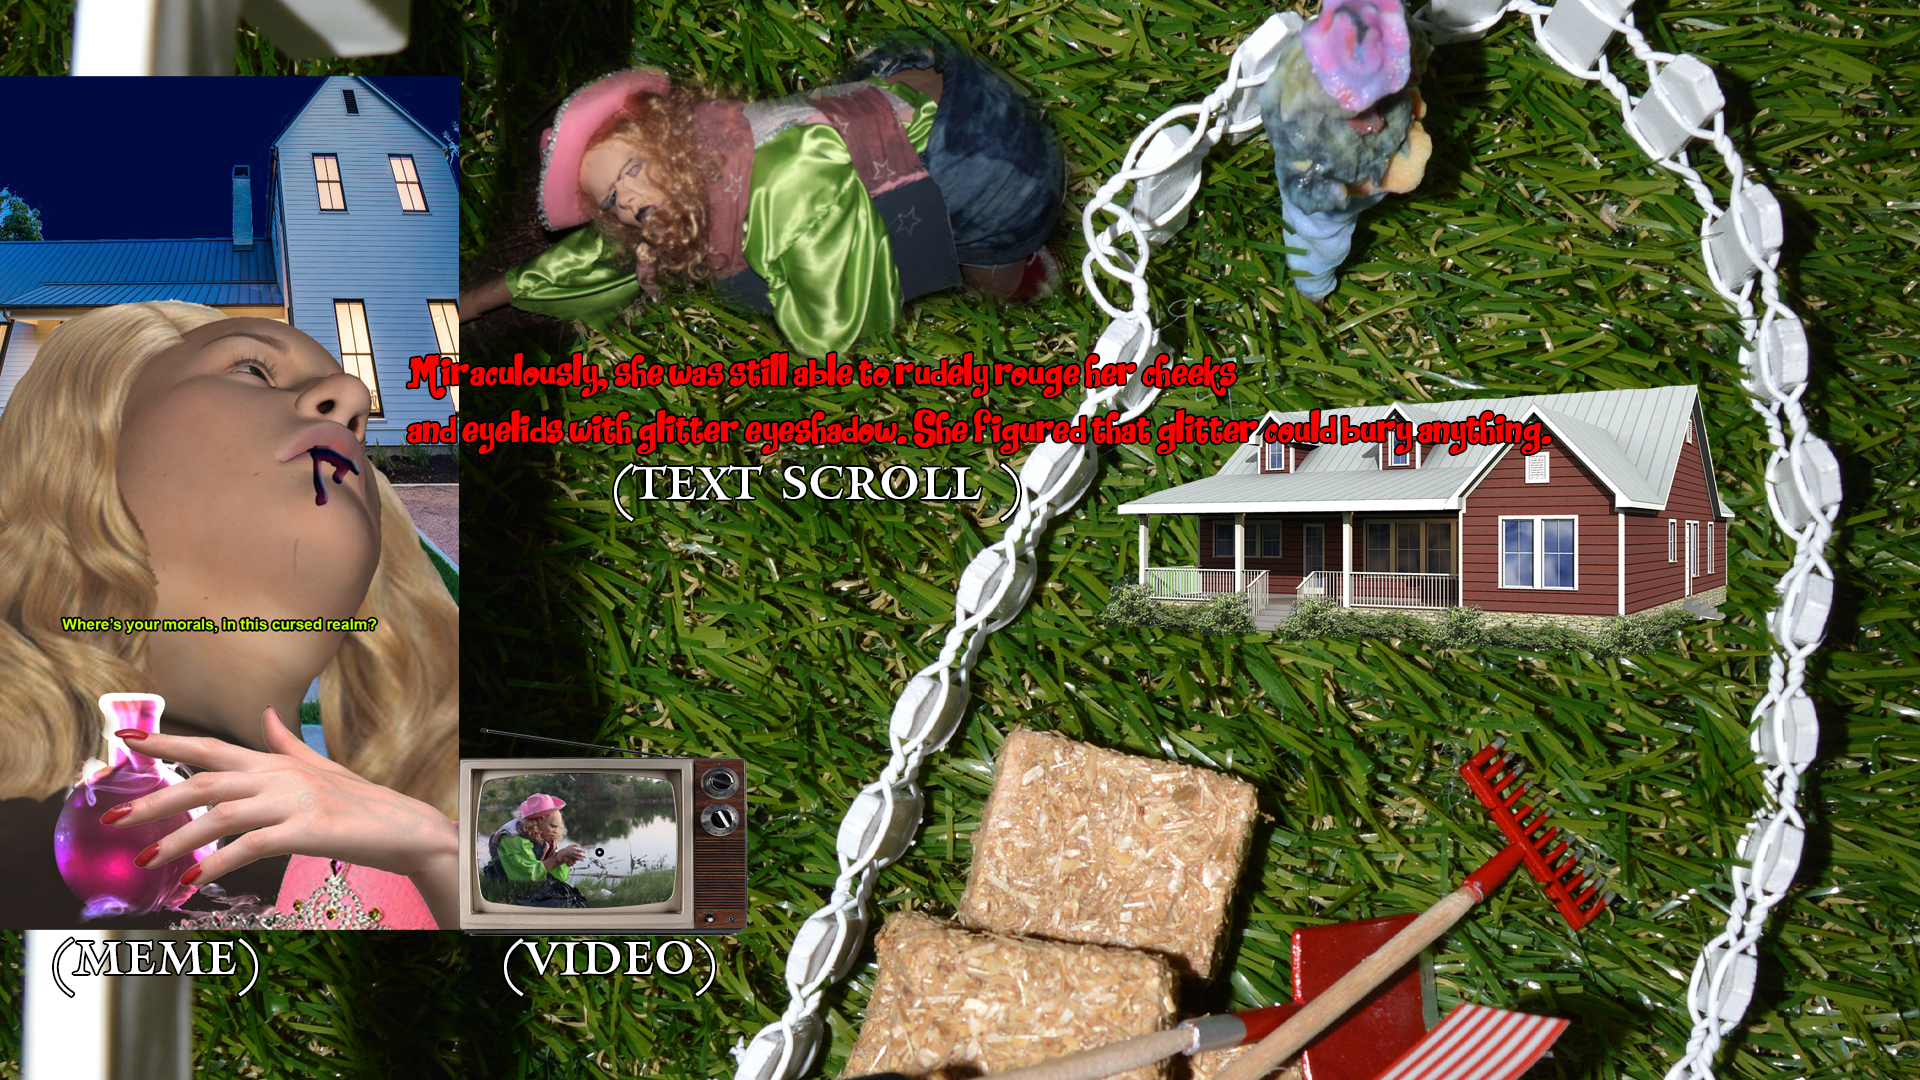 Miraculously, she was still able to rudely rouge her cheeks
and eyelids with glitter eyeshadow. She figured that glitter could bury anything.
(TEXT SCROLL )
Where's your morals, in this cursed realm?
(MEME)
(VIDEO)